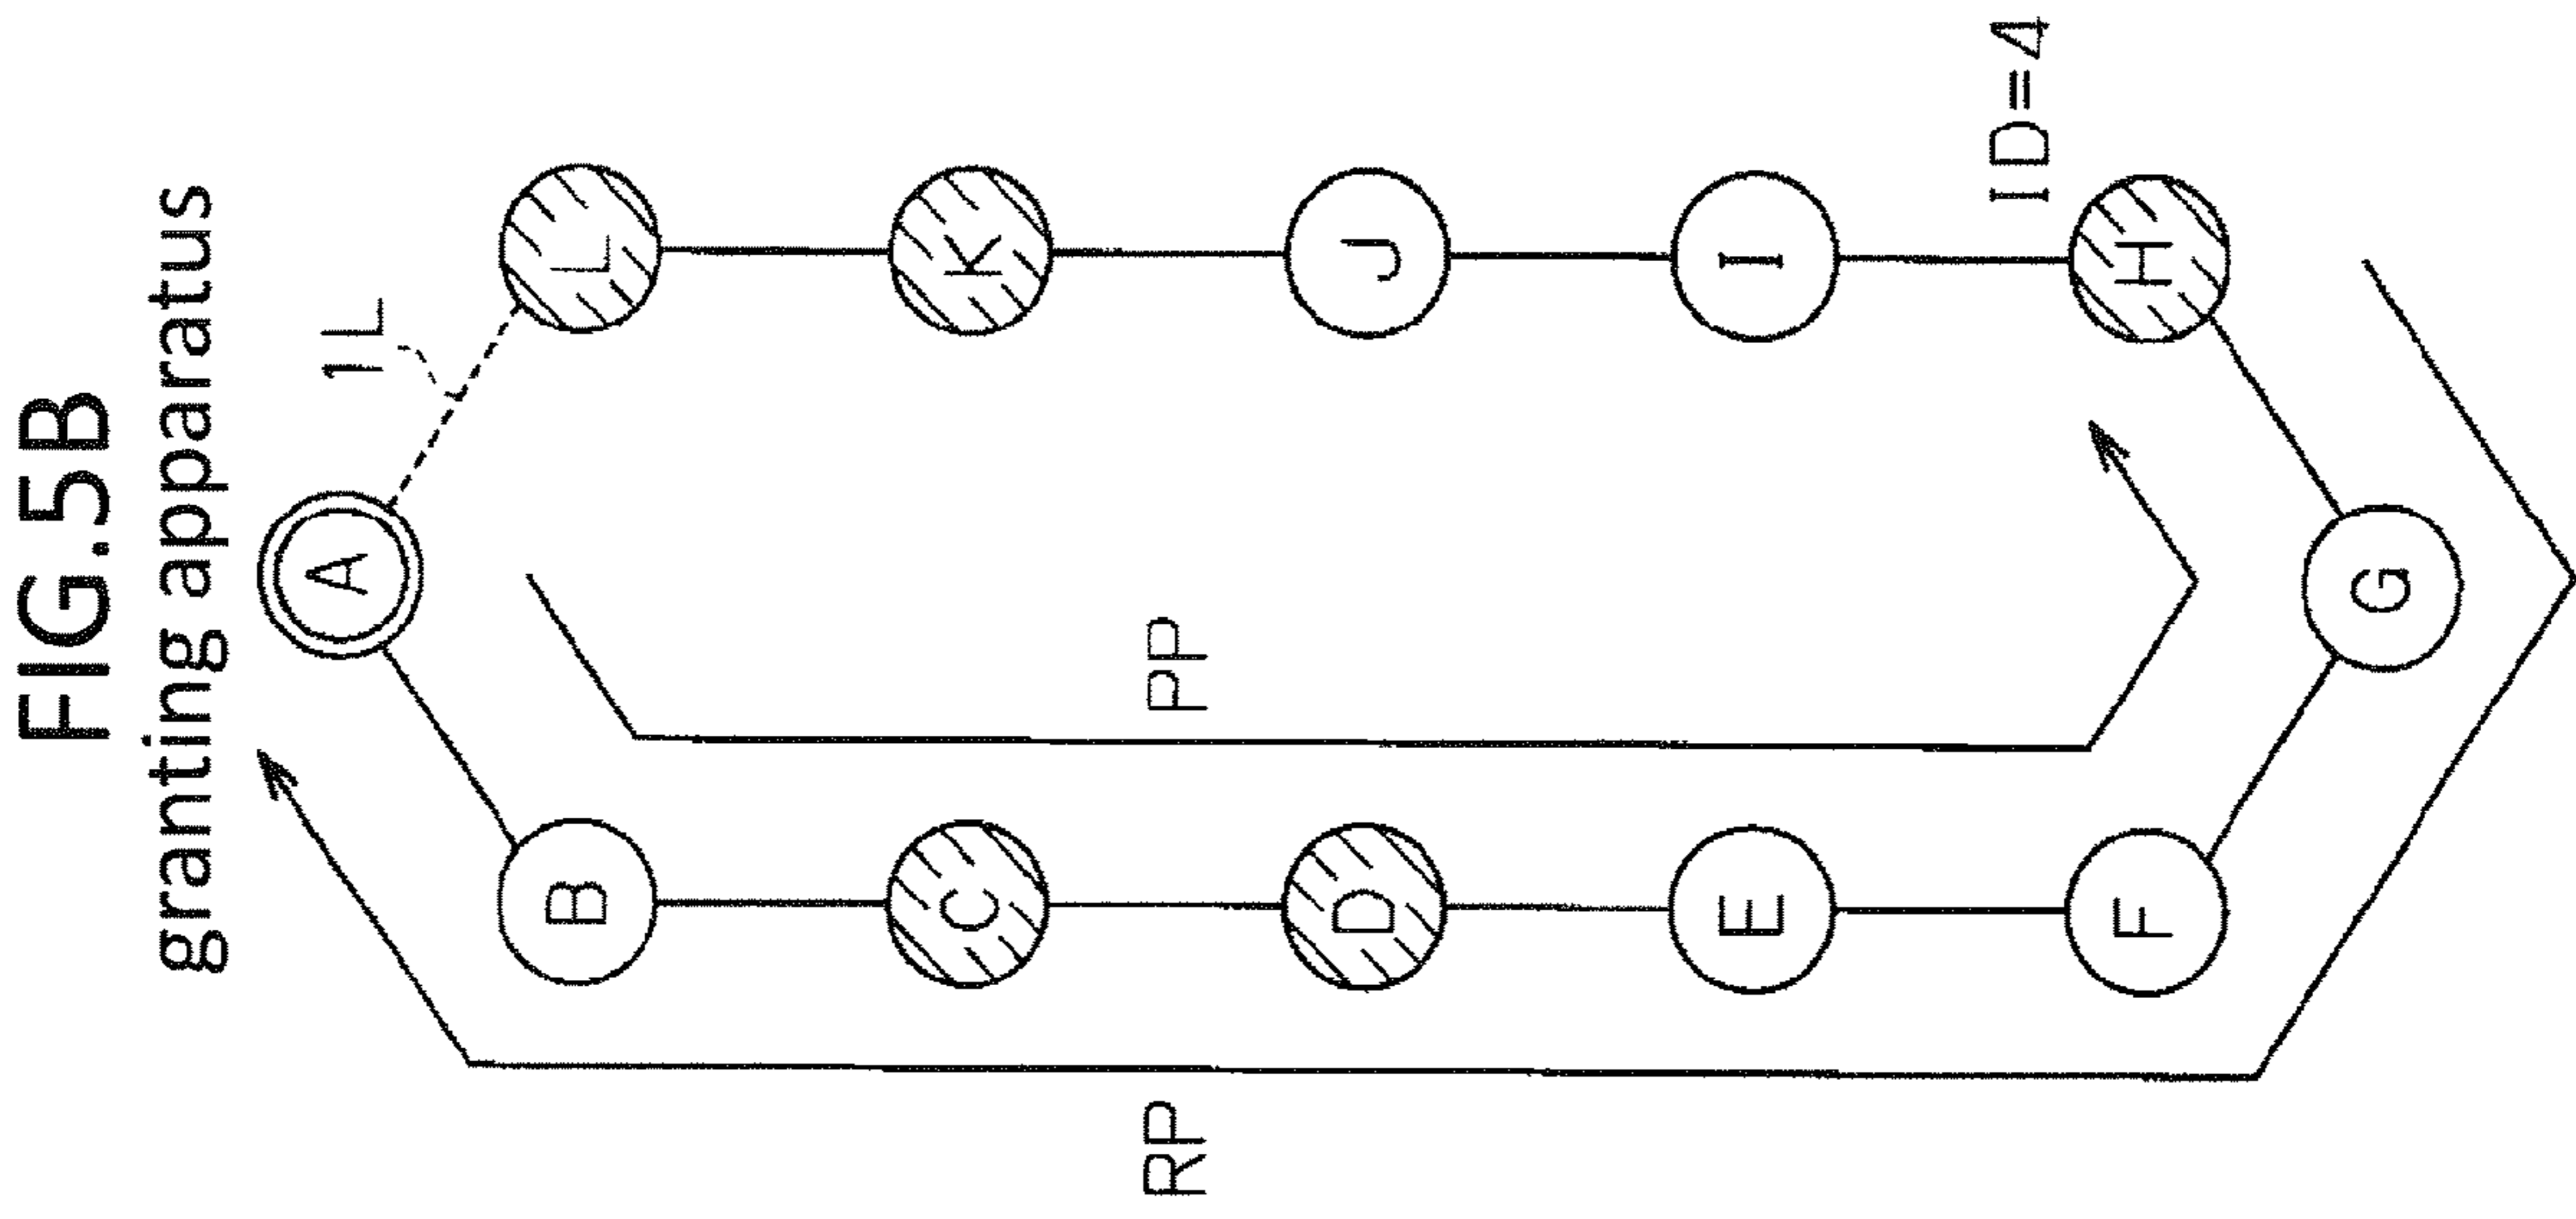 FIG.5B
granting apparatus
A
1L
B
L
C
K
RP
PP
D
J
E
I
ID=4
F
H
G